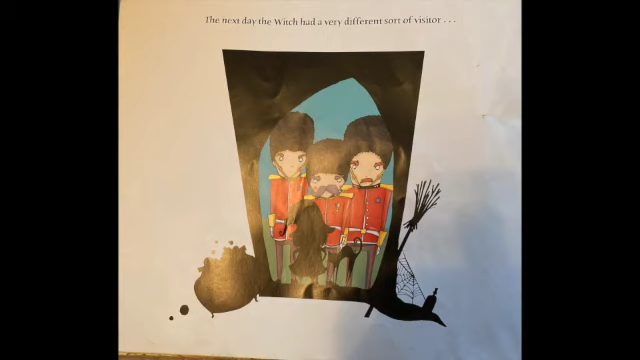 The next day the Witch had a very different sort of visitor . . .